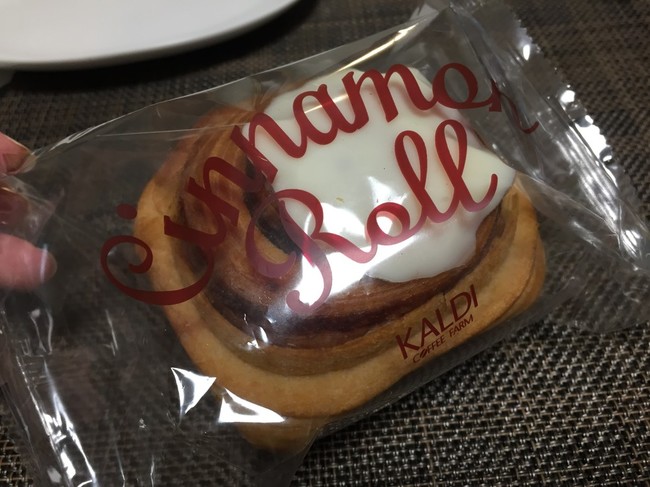 Cinnamon
Roll
KALDI
COFFEE FARM